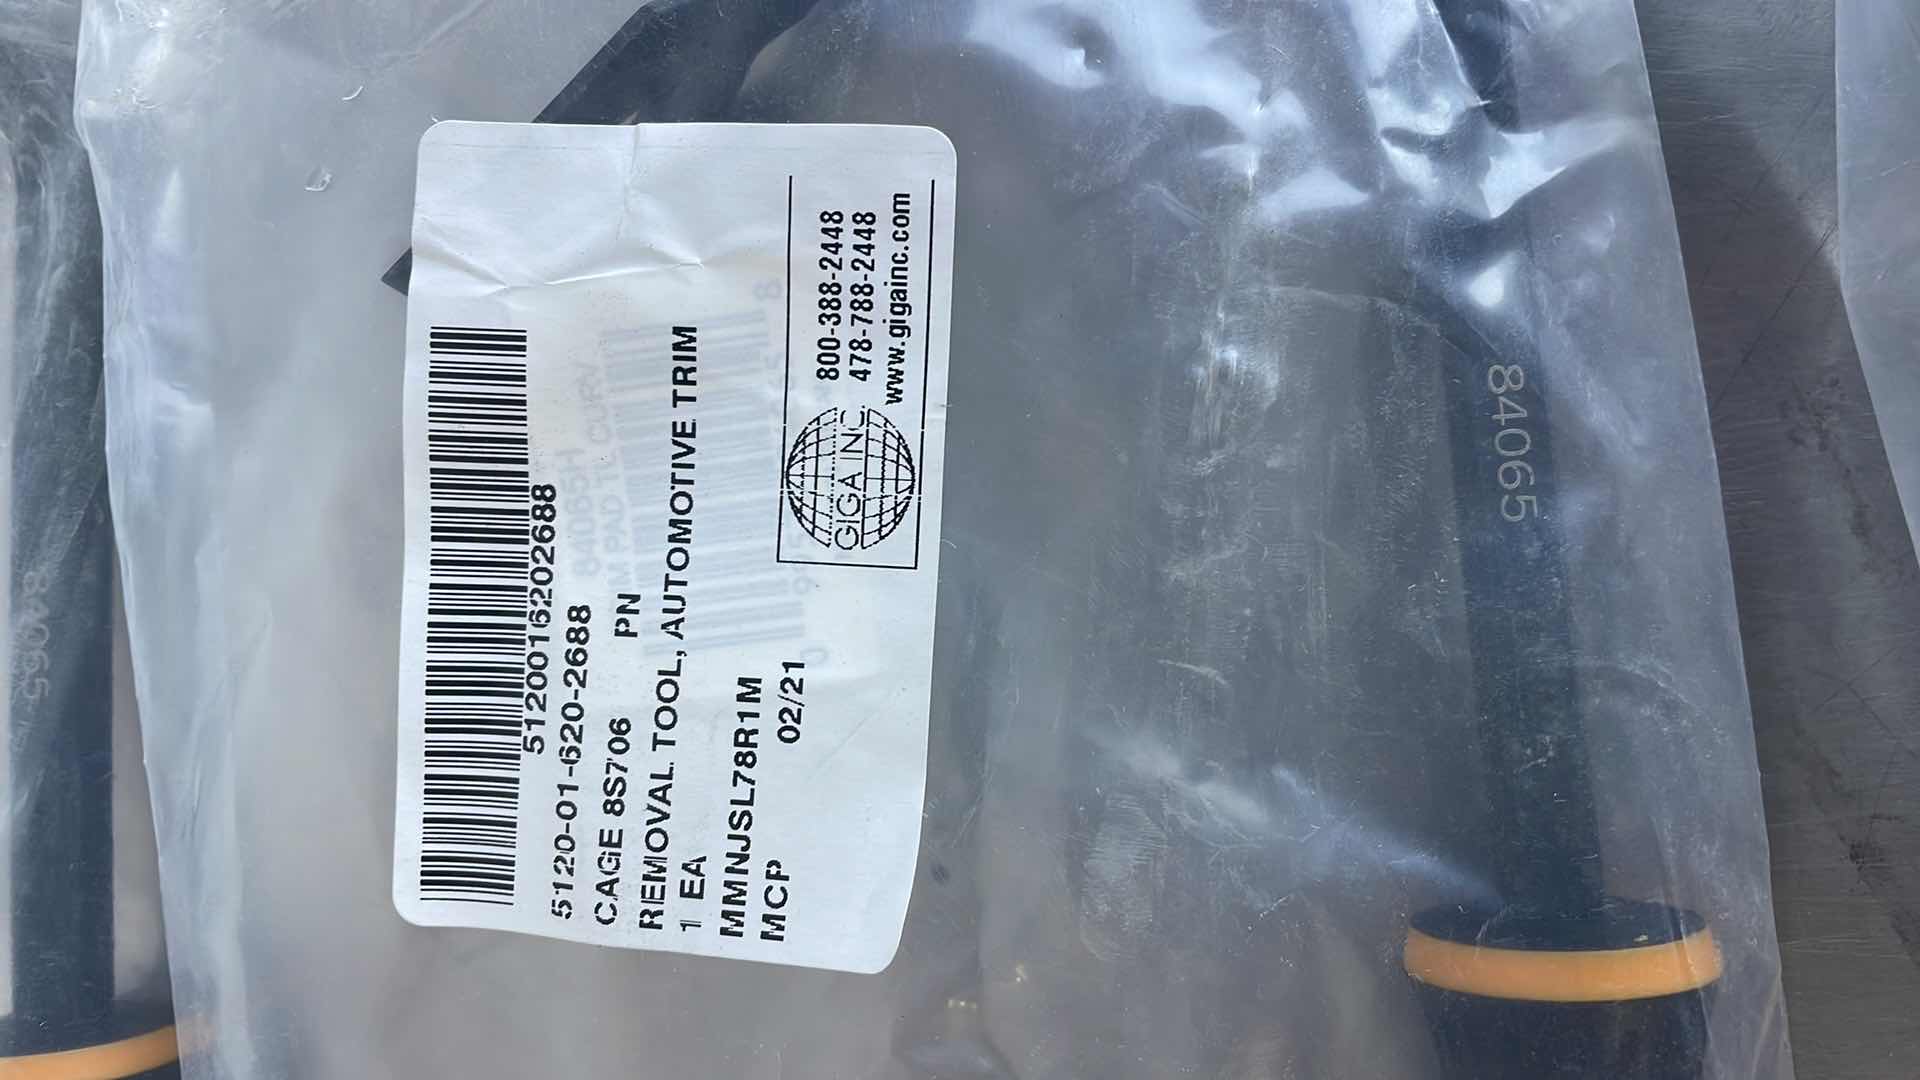 5120016202688
5120-01-620-2688
CAGE 8S706 PN
REMOVAL TOOL, AUTOMOTIVE TRIM
1 EA
MMNJSL78R1M
MCP 02/21
GIGA INC.
800-388-2448
478-788-2448
www.gigainc.com
84065H
84065
84065